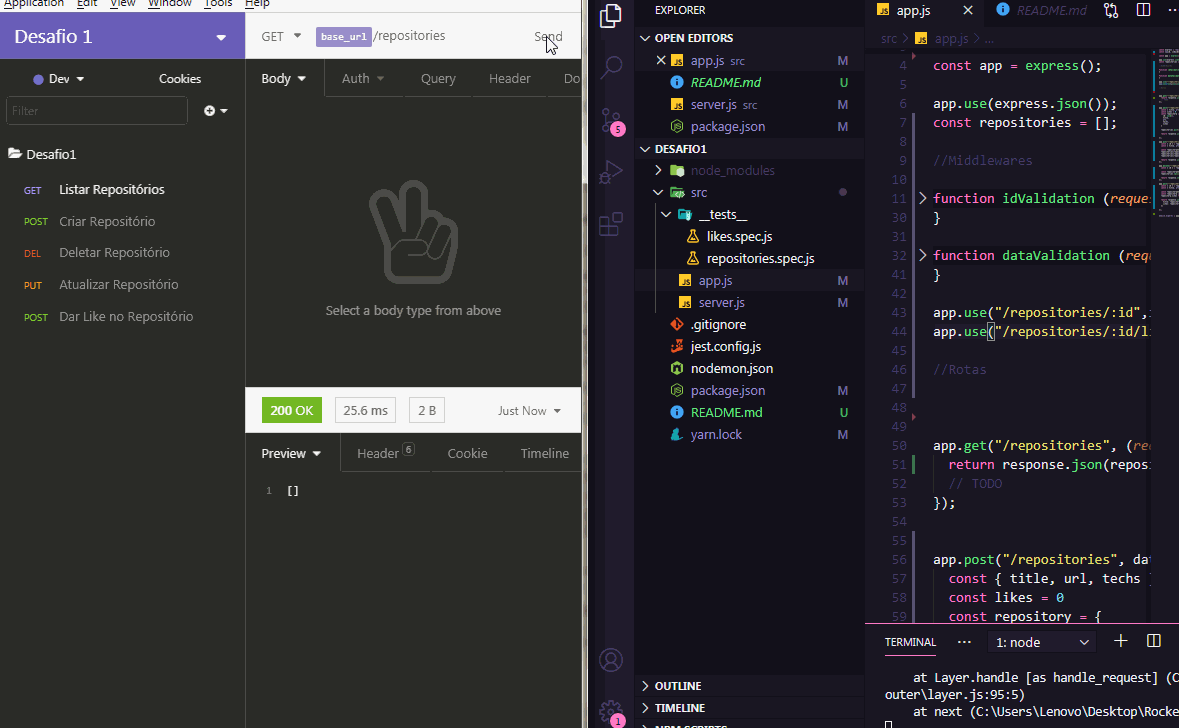 Application Edit View Window Tools Help
Desafio 1
Dev
Cookies
Filter
Desafio1
GET Listar Repositórios
POST Criar Repositório
DEL Deletar Repositório
PUT Atualizar Repositório
POST Dar Like no Repositório
GET base_url /repositories Send
Body Auth Query Header Do
Select a body type from above
200 OK 25.6 ms 2 B Just Now
Preview Header 6 Cookie Timeline
1 []
5
1
EXPLORER
OPEN EDITORS
app.js src M
README.md U
server.js src M
package.json M
DESAFIO1
node_modules
src
__tests__
likes.spec.js
repositories.spec.js
app.js M
server.js M
.gitignore
jest.config.js
nodemon.json
package.json M
README.md U
yarn.lock M
OUTLINE
TIMELINE
NPM SCRIPTS
app.js README.md
src > app.js > ...
4 const app = express();
5
6 app.use(express.json());
7 const repositories = [];
8
9 //Middlewares
10
11 function idValidation (reque
30 }
31
32 function dataValidation (requ
41 }
42
43 app.use("/repositories/:id",
44 app.use("/repositories/:id/l
45
46 //Rotas
47
48
49
50 app.get("/repositories", (re
51 return response.json(repos
52 // TODO
53 });
54
55
56 app.post("/repositories", da
57 const { title, url, techs }
58 const likes = 0
59 const repository = {
TERMINAL ... 1: node
at Layer.handle [as handle_request] (C
outer\layer.js:95:5)
at next (C:\Users\Lenovo\Desktop\Rocke